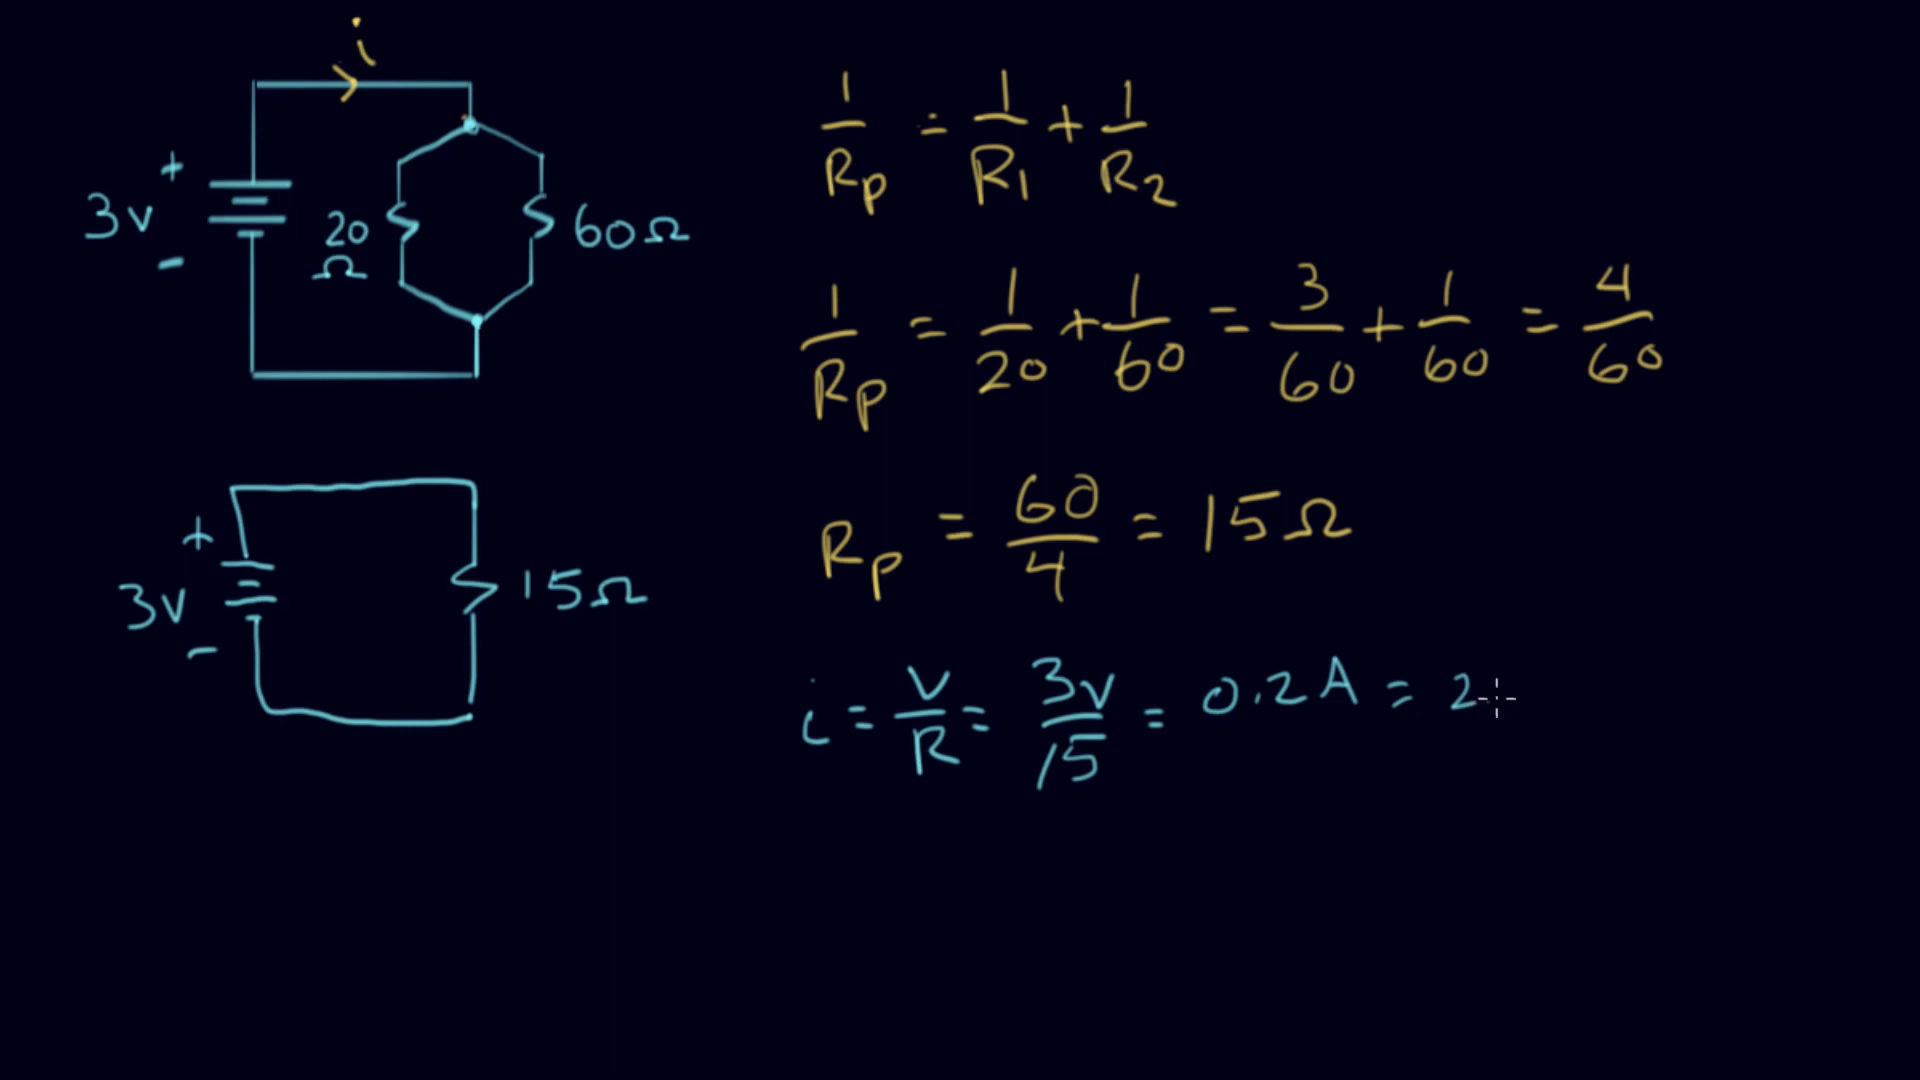 i
+
3v
-
20
Ω
60Ω
1/Rp = 1/R1 + 1/R2
1/Rp = 1/20 + 1/60 = 3/60 + 1/60 = 4/60
Rp = 60/4 = 15Ω
+
3v
-
15Ω
i = V/R = 3v/15 = 0.2A = 2